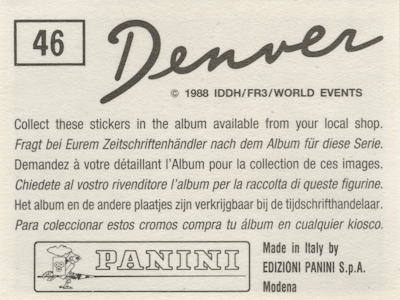 46
Denver
© 1988 IDDH/FR3/WORLD EVENTS
Collect these stickers in the album available from your local shop.
Fragt bei Eurem Zeitschriftenhändler nach dem Album für diese Serie.
Demandez à votre détaillant l'Album pour la collection de ces images.
Chiedete al vostro rivenditore l'album per la raccolta di queste figurine.
Het album en de andere plaatjes zijn verkrijgbaar bij de tijdschrifthandelaar.
Para coleccionar estos cromos compra tu álbum en cualquier kiosco.
PANINI
Made in Italy by
EDIZIONI PANINI S.p.A.
Modena